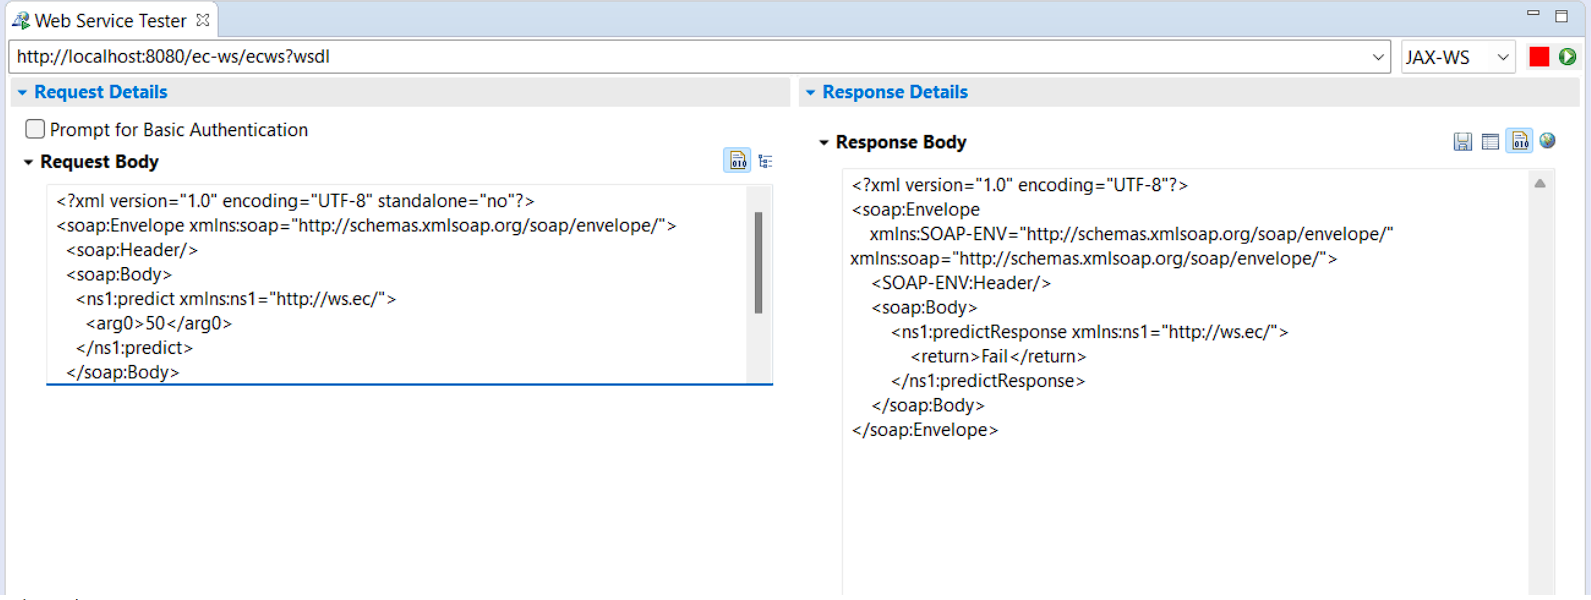 Web Service Tester
http://localhost:8080/ec-ws/ecws?wsdl
JAX-WS
Request Details
Prompt for Basic Authentication
Request Body
<?xml version="1.0" encoding="UTF-8" standalone="no"?>
<soap:Envelope xmlns:soap="http://schemas.xmlsoap.org/soap/envelope/">
<soap:Header/>
<soap:Body>
<ns1:predict xmlns:ns1="http://ws.ec/">
<arg0>50</arg0>
</ns1:predict>
</soap:Body>
Response Details
Response Body
<?xml version="1.0" encoding="UTF-8"?>
<soap:Envelope
xmlns:SOAP-ENV="http://schemas.xmlsoap.org/soap/envelope/"
xmlns:soap="http://schemas.xmlsoap.org/soap/envelope/">
<SOAP-ENV:Header/>
<soap:Body>
<ns1:predictResponse xmlns:ns1="http://ws.ec/">
<return>Fail</return>
</ns1:predictResponse>
</soap:Body>
</soap:Envelope>